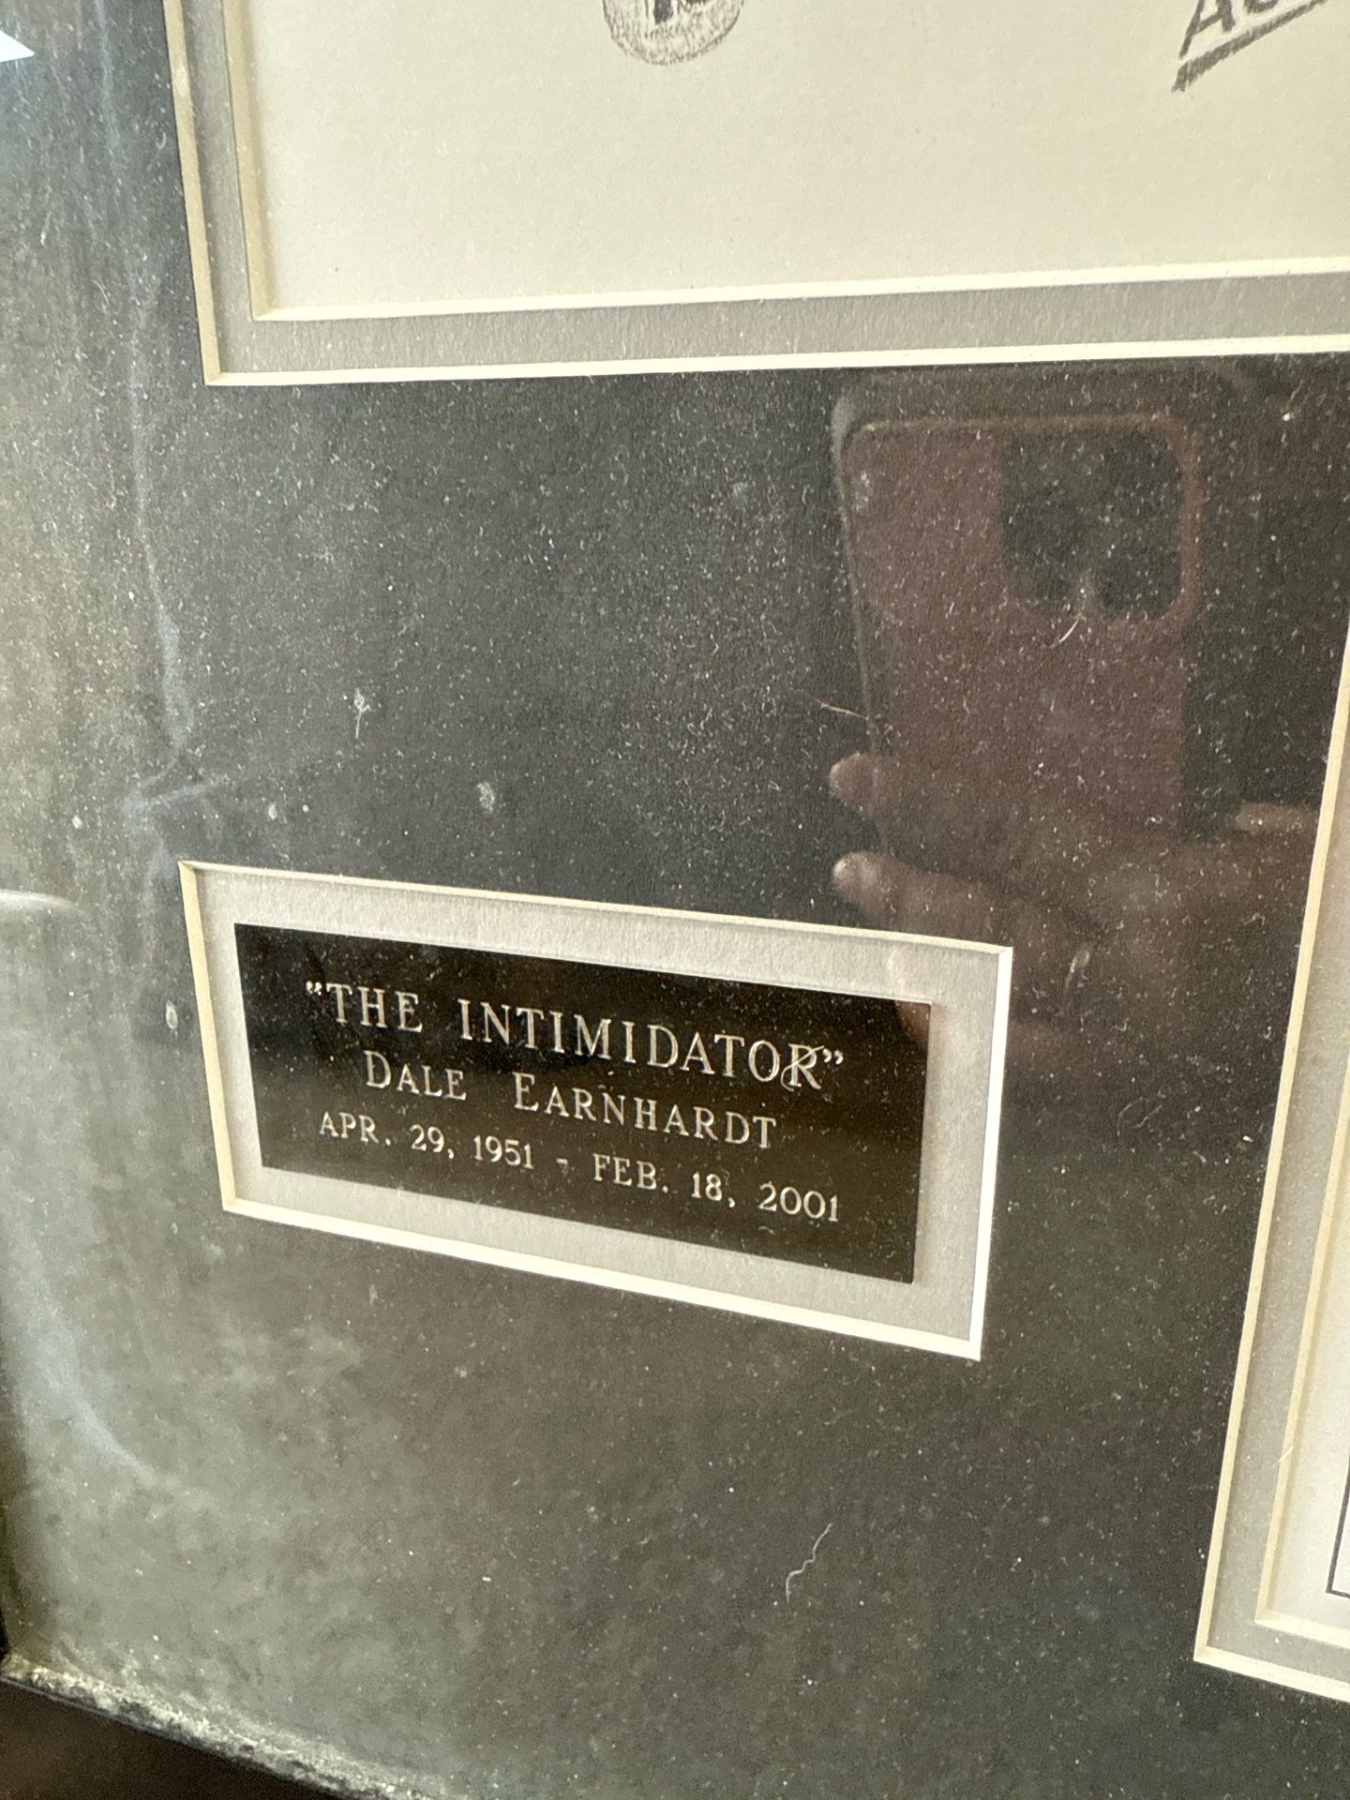 "THE INTIMIDATOR"
DALE EARNHARDT
APR. 29, 1951 - FEB. 18, 2001